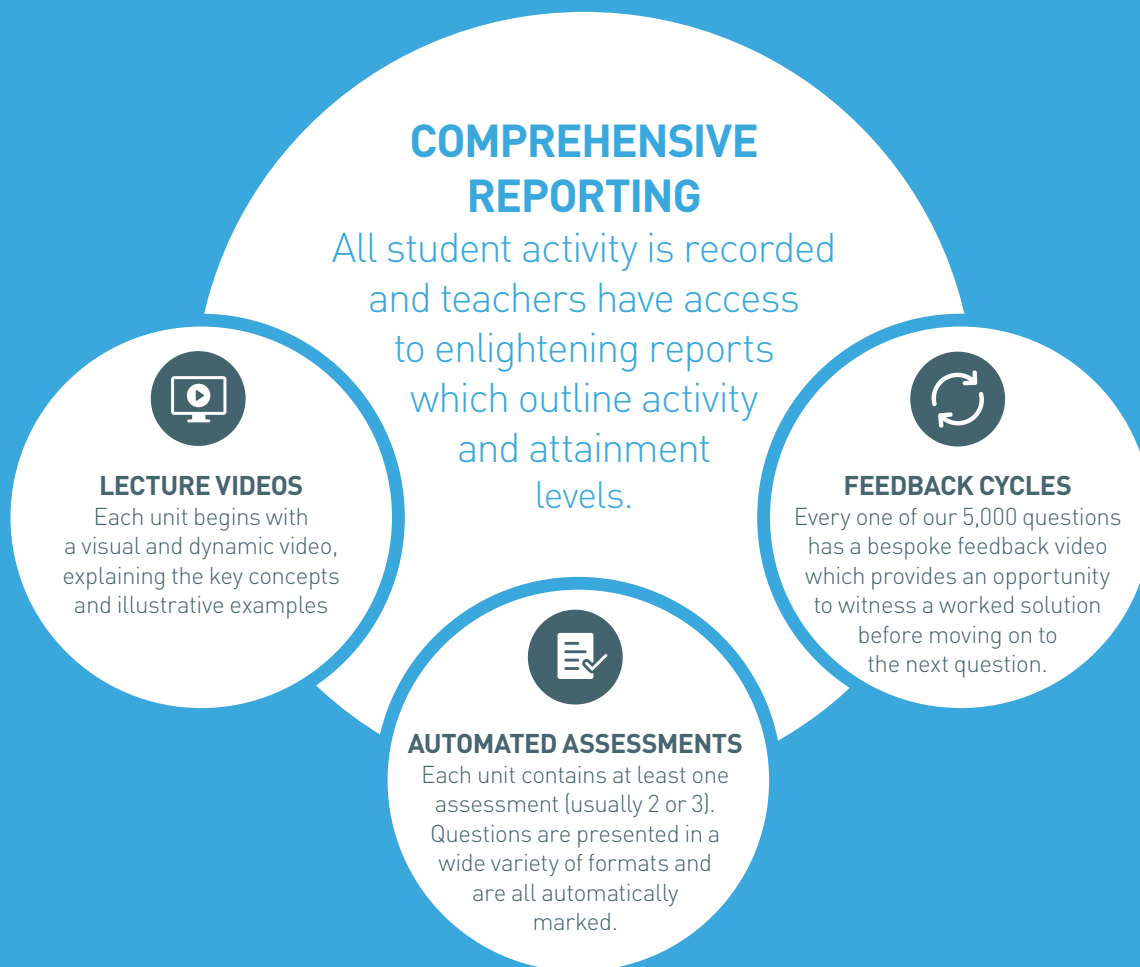 COMPREHENSIVE
REPORTING
All student activity is recorded
and teachers have access
to enlightening reports
which outline activity
and attainment
levels.
LECTURE VIDEOS
Each unit begins with
a visual and dynamic video,
explaining the key concepts
and illustrative examples
AUTOMATED ASSESSMENTS
Each unit contains at least one
assessment (usually 2 or 3).
Questions are presented in a
wide variety of formats and
are all automatically
marked.
FEEDBACK CYCLES
Every one of our 5,000 questions
has a bespoke feedback video
which provides an opportunity
to witness a worked solution
before moving on to
the next question.